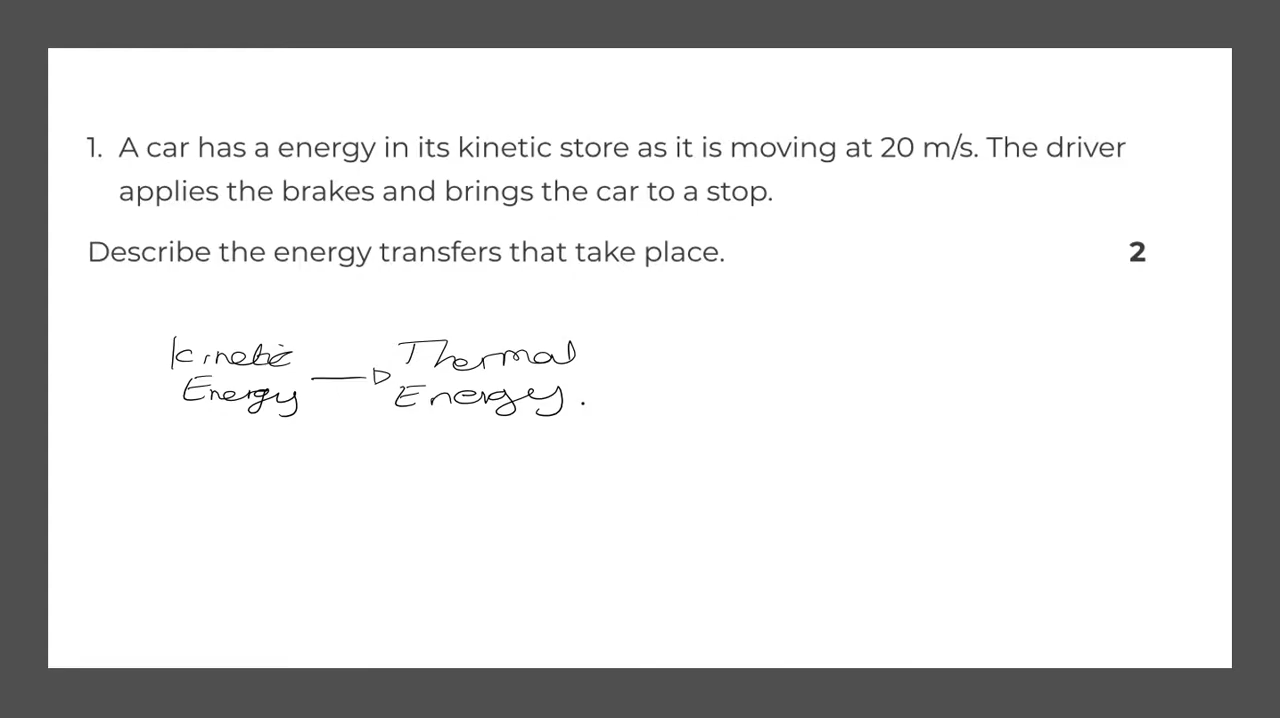 1. A car has a energy in its kinetic store as it is moving at 20 m/s. The driver
applies the brakes and brings the car to a stop.
Describe the energy transfers that take place. 2
Kinetic Thermal
Energy Energy.